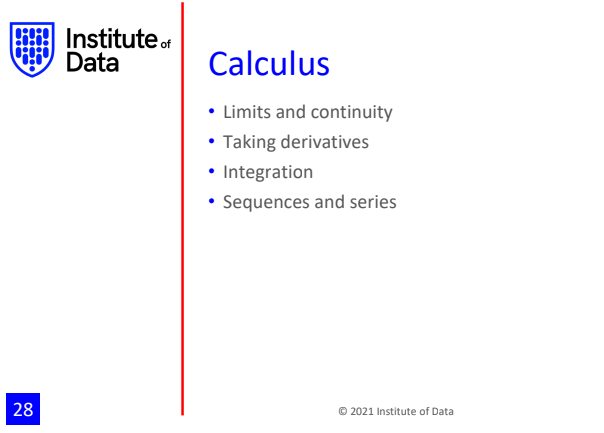 Institute of
Data
Calculus
• Limits and continuity
• Taking derivatives
• Integration
• Sequences and series
28
© 2021 Institute of Data